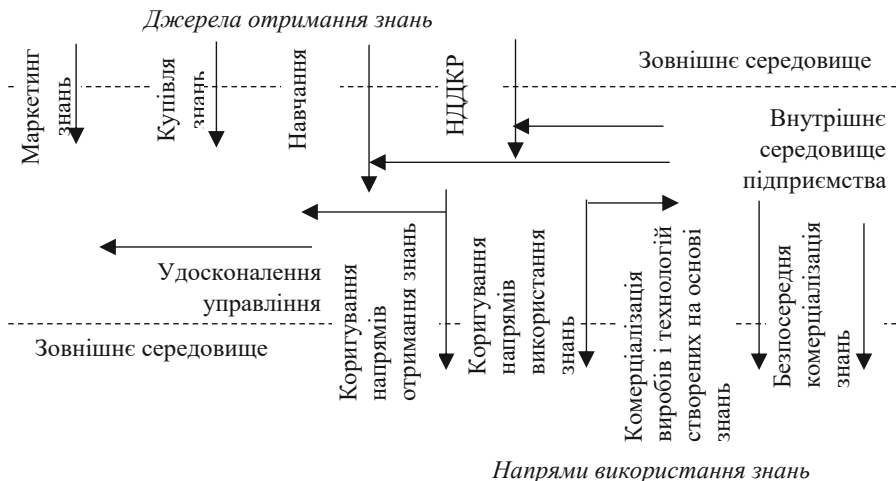 Джерела отримання знань
Маркетинг
знань
Купівля
знань
Навчання
НДДКР
Зовнішнє середовище
Внутрішнє
середовище
підприємства
Удосконалення
управління
Зовнішнє середовище
Коригування
напрямів
отримання знань
Коригування
напрямів
використання
знань
Комерціалізація
виробів і технологій
створених на основі
знань
Безпосередня
комерціалізація
знань
Напрями використання знань